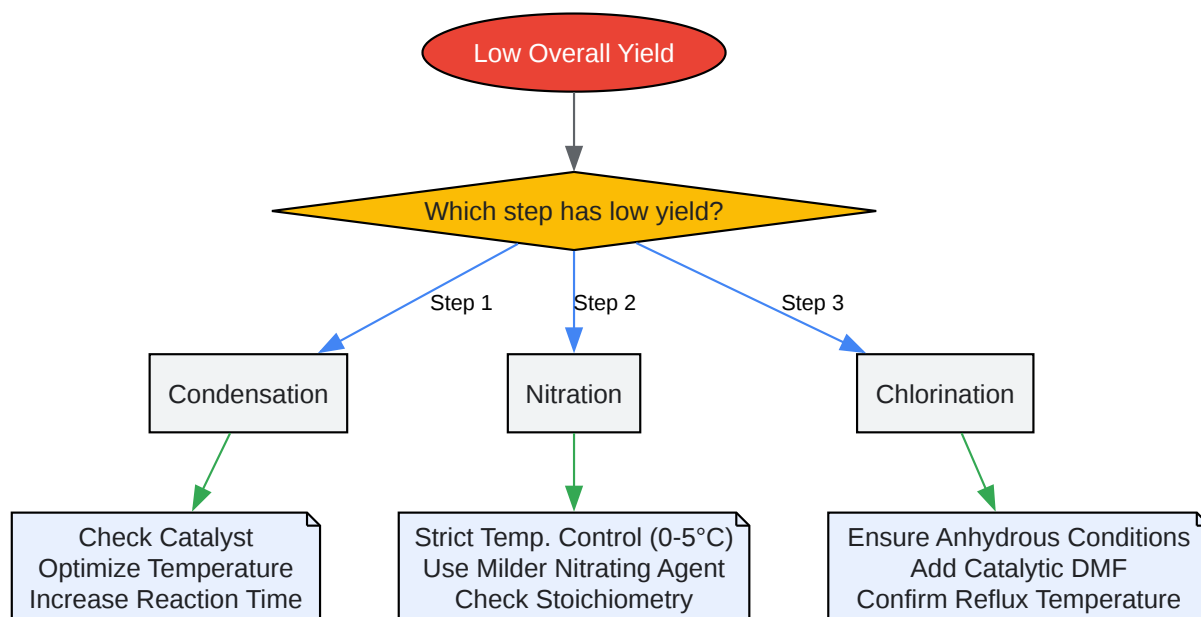 Low Overall Yield
Which step has low yield?
Step 1
Step 2
Step 3
Condensation
Nitration
Chlorination
Check Catalyst
Optimize Temperature
Increase Reaction Time
Strict Temp. Control (0-5°C)
Use Milder Nitrating Agent
Check Stoichiometry
Ensure Anhydrous Conditions
Add Catalytic DMF
Confirm Reflux Temperature